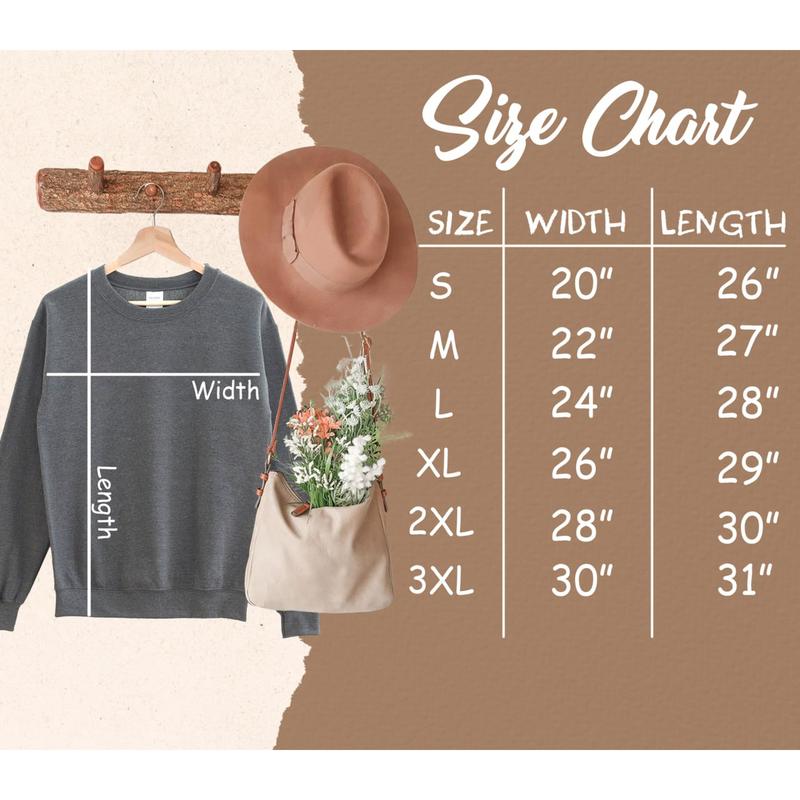 Size Chart
SIZE WIDTH LENGTH
S 20" 26"
M 22" 27"
L 24" 28"
XL 26" 29"
2XL 28" 30"
3XL 30" 31"
Width
Length